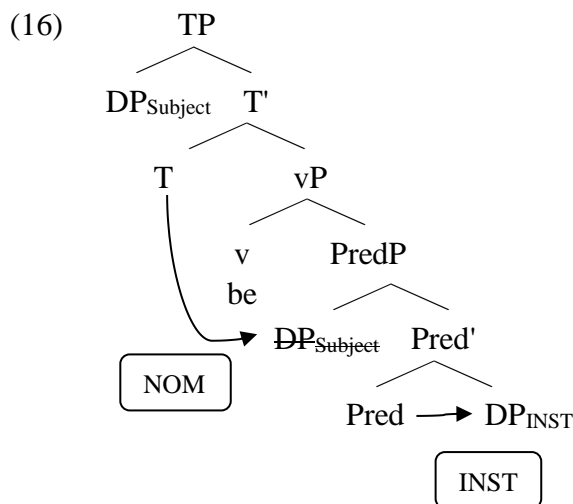 (16) TP
DPSubject T'
T vP
v PredP
be
DPSubject Pred'
NOM
Pred DPINST
INST